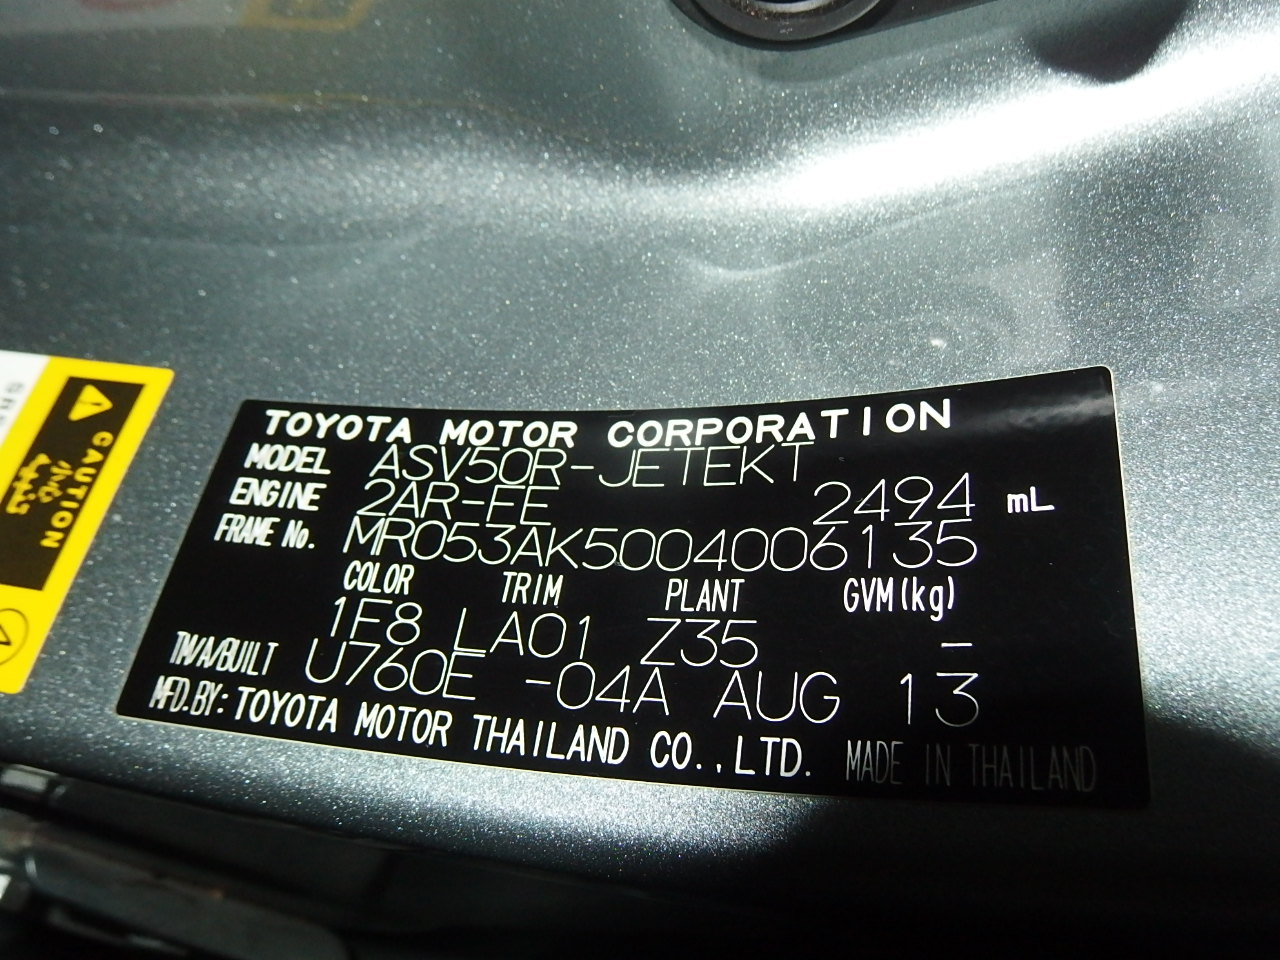 TOYOTA MOTOR CORPORATION
MODEL ASV50R-JETEKT
ENGINE 2AR-FE 2494 mL
FRAME No. MR053AK5004006135
COLOR TRIM PLANT GVM(kg)
1F8 LA01 Z35 -
TM/A/BUILT U760E -04A AUG 13
MFD.BY: TOYOTA MOTOR THAILAND CO.,LTD. MADE IN THAILAND
CAUTION